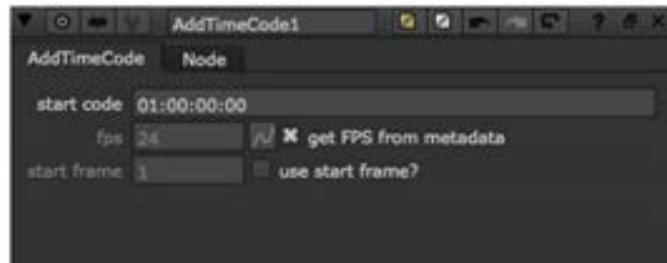 AddTimeCode1
AddTimeCode Node
start code 01:00:00:00
fps 24 get FPS from metadata
start frame 1 use start frame?